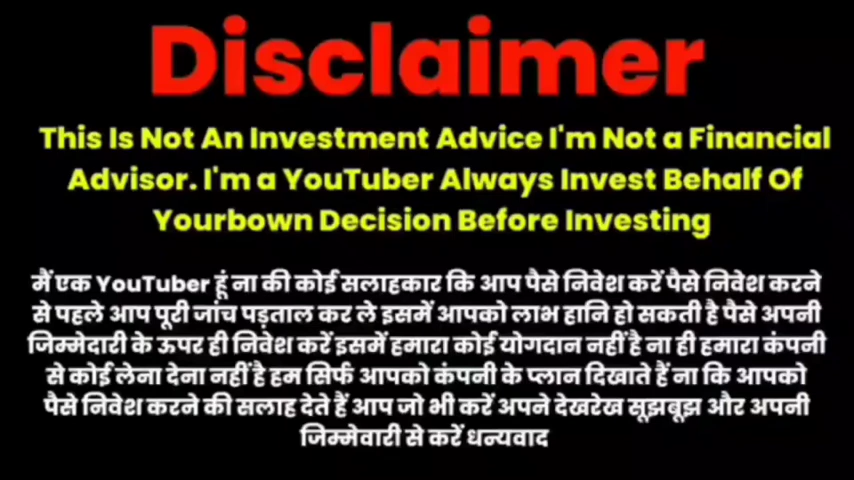 Disclaimer
This Is Not An Investment Advice I'm Not a Financial
Advisor. I'm a YouTuber Always Invest Behalf Of
Yourbown Decision Before Investing
मैं एक YouTuber हूं ना की कोई सलाहकार कि आप पैसे निवेश करें पैसे निवेश करने
से पहले आप पूरी जांच पड़ताल कर ले इसमें आपको लाभ हानि हो सकती है पैसे अपनी
जिम्मेदारी के ऊपर ही निवेश करें इसमें हमारा कोई योगदान नहीं है ना ही हमारा कंपनी
से कोई लेना देना नहीं है हम सिर्फ आपको कंपनी के प्लान दिखाते हैं ना कि आपको
पैसे निवेश करने की सलाह देते हैं आप जो भी करें अपने देखरेख सूझबूझ और अपनी
जिम्मेवारी से करें धन्यवाद